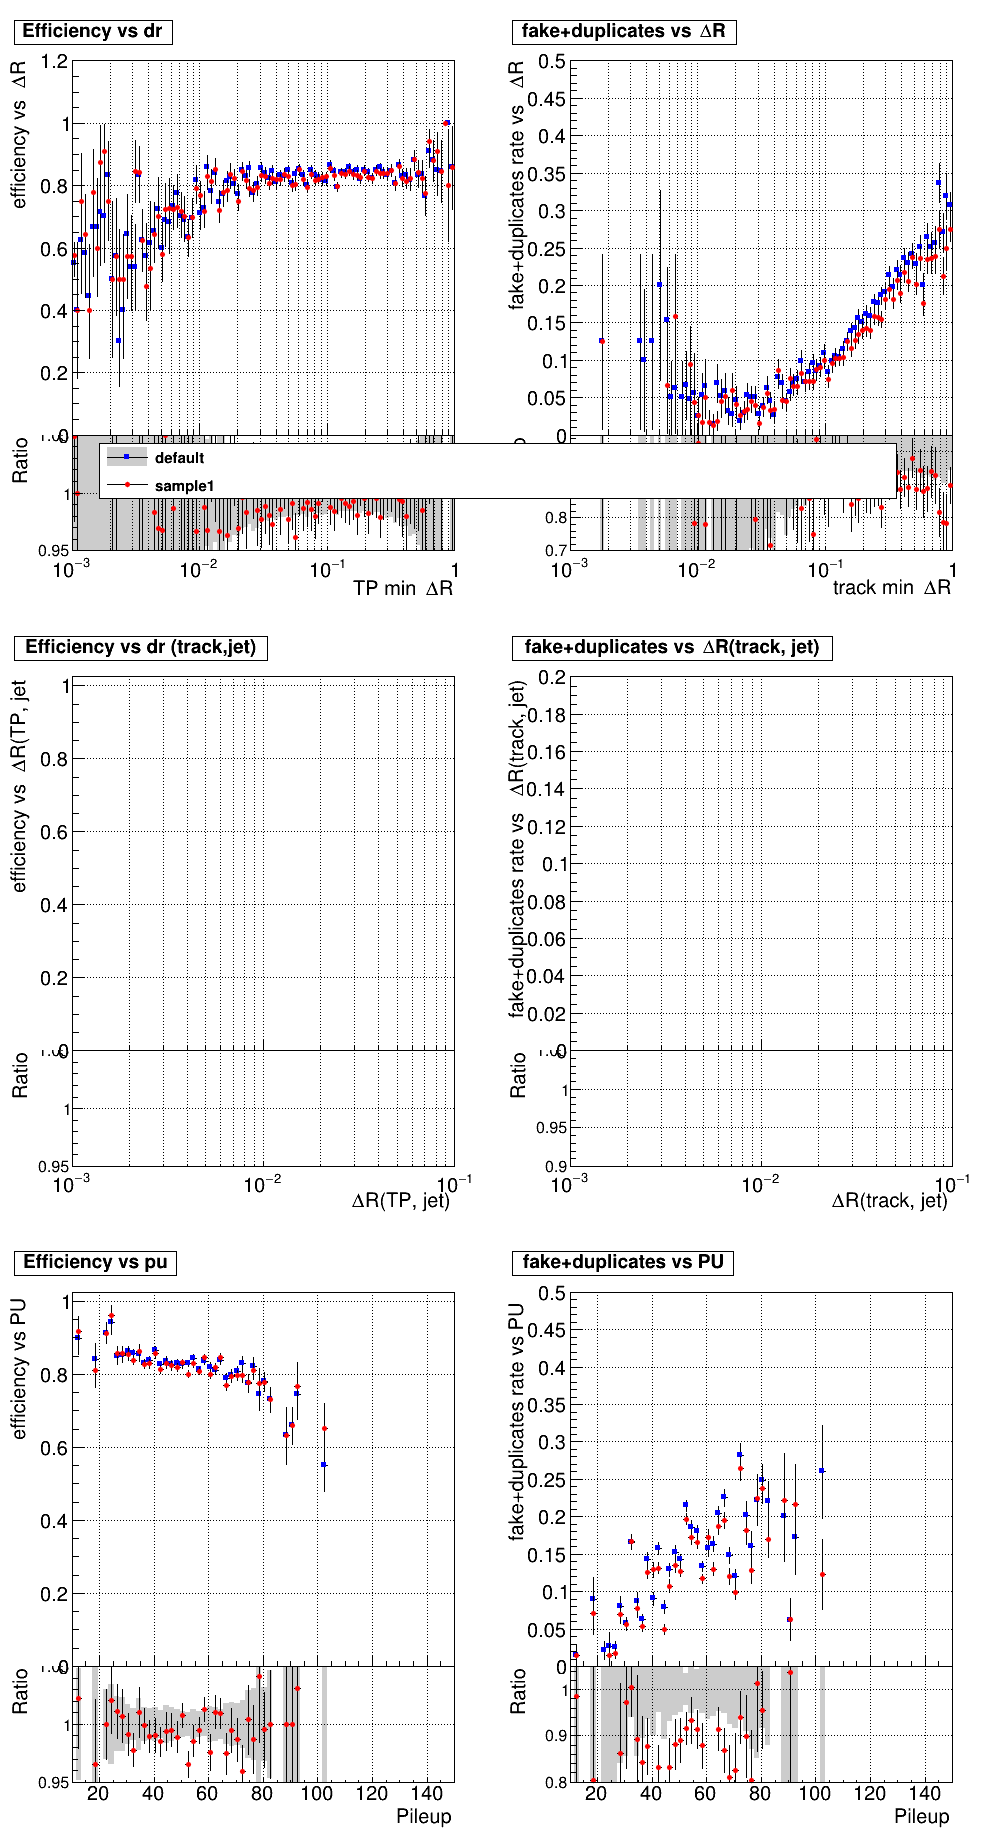 Efficiency vs dr
fake+duplicates vs ΔR
efficiency vs ΔR
1.2
1
0.8
0.6
0.4
0.2
0
Ratio
1
0.95
10⁻³
10⁻²
10⁻¹
1
TP min ΔR
fake+duplicates rate vs ΔR
0.5
0.45
0.4
0.35
0.3
0.25
0.2
0.15
0.1
0.05
0
0.8
0.7
10⁻³
10⁻²
10⁻¹
1
track min ΔR
default
sample1
Efficiency vs dr (track,jet)
fake+duplicates vs ΔR(track, jet)
efficiency vs ΔR(TP, jet
1
0.8
0.6
0.4
0.2
0
Ratio
1
0.95
10⁻³
10⁻²
10⁻¹
ΔR(TP, jet)
fake+duplicates rate vs ΔR(track, jet)
0.2
0.18
0.16
0.14
0.12
0.1
0.08
0.06
0.04
0.02
0
Ratio
1
0.95
0.9
10⁻³
10⁻²
10⁻¹
ΔR(track, jet)
Efficiency vs pu
fake+duplicates vs PU
efficiency vs PU
1
0.8
0.6
0.4
0.2
0
Ratio
1
0.95
20 40 60 80 100 120 140
Pileup
fake+duplicates rate vs PU
0.5
0.45
0.4
0.35
0.3
0.25
0.2
0.15
0.1
0.05
0
Ratio
1
0.9
0.8
20 40 60 80 100 120 140
Pileup